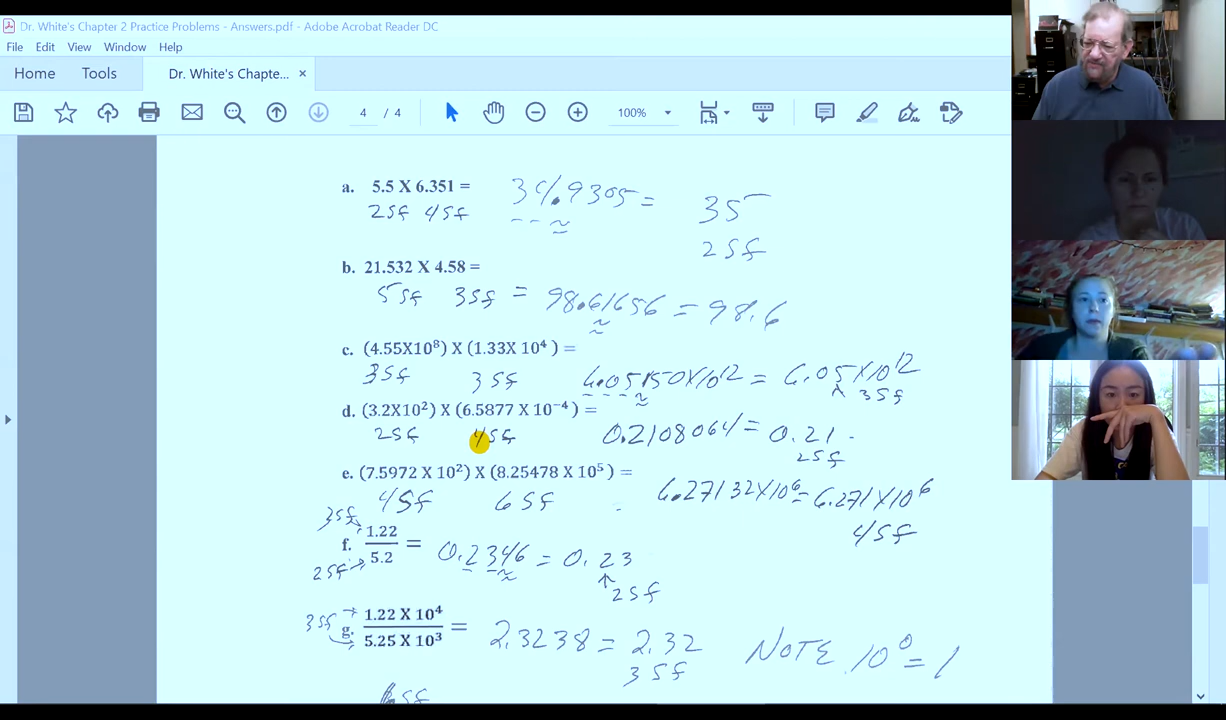 Dr. White's Chapter 2 Practice Problems - Answers.pdf - Adobe Acrobat Reader DC
File Edit View Window Help
Home Tools Dr. White's Chapte... ×
4 / 4 100%
a. 5.5 X 6.351 = 34.9305 = 35
2sf 4sf 2sf
b. 21.532 X 4.58 =
5sf 3sf = 98.61656 = 98.6
c. (4.55X10⁸) X (1.33X 10⁴ ) =
3sf 3sf 6.05150X10¹² = 6.05X10¹²
3sf
d. (3.2X10²) X (6.5877 X 10⁻⁴ ) =
2sf 4sf 0.2108064 = 0.21
2sf
e. (7.5972 X 10²) X (8.25478 X 10⁵ ) =
4sf 6sf 6.27132X10⁶ = 6.271X10⁶
4sf
3sf
f. 1.22
5.2 = 0.2346 = 0.23
2sf 2sf
3sf g. 1.22 X 10⁴
5.25 X 10³ = 2.3238 = 2.32 NOTE 10⁰ = 1
3sf